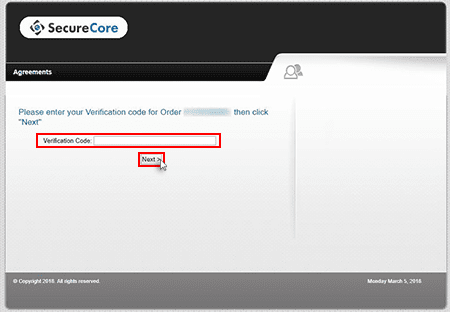 SecureCore
Agreements
Please enter your Verification code for Order then click
"Next"
Verification Code:
Next >
© Copyright 2018. All rights reserved.
Monday March 5, 2018